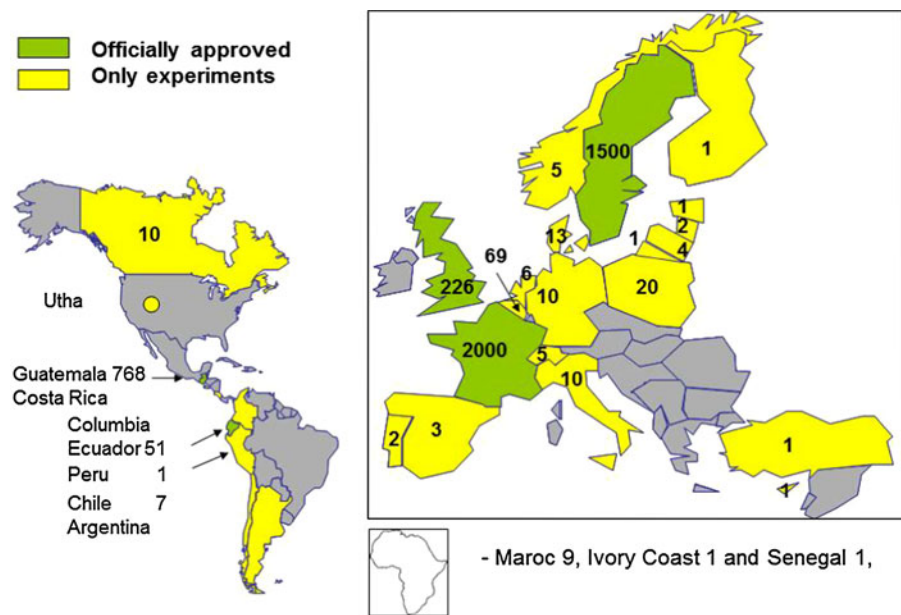 Officially approved
Only experiments
10
Utha
Guatemala 768
Costa Rica
Columbia
Ecuador 51
Peru 1
Chile 7
Argentina
1500
5
1
1
2
1
4
13
69
6
226
10
20
2000
5
10
2
3
1
1
- Maroc 9, Ivory Coast 1 and Senegal 1,